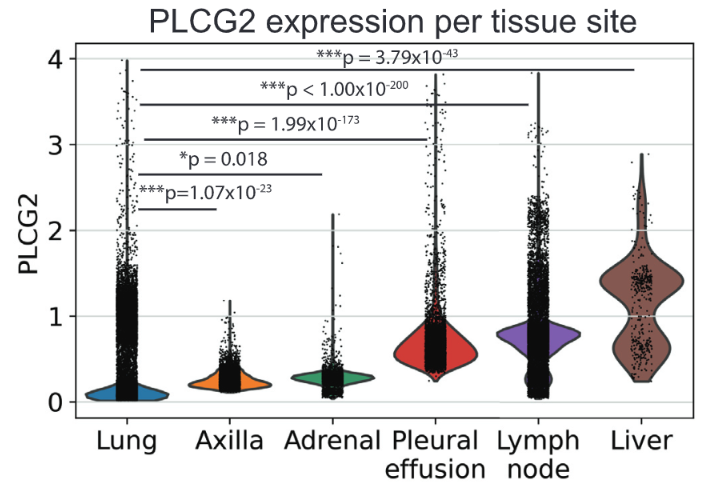 PLCG2 expression per tissue site
***p = 3.79x10⁻⁴³
***p < 1.00x10⁻²⁰⁰
***p = 1.99x10⁻¹⁷³
*p = 0.018
***p=1.07x10⁻²³
PLCG2
4
3
2
1
0
Lung Axilla Adrenal Pleural effusion Lymph node Liver